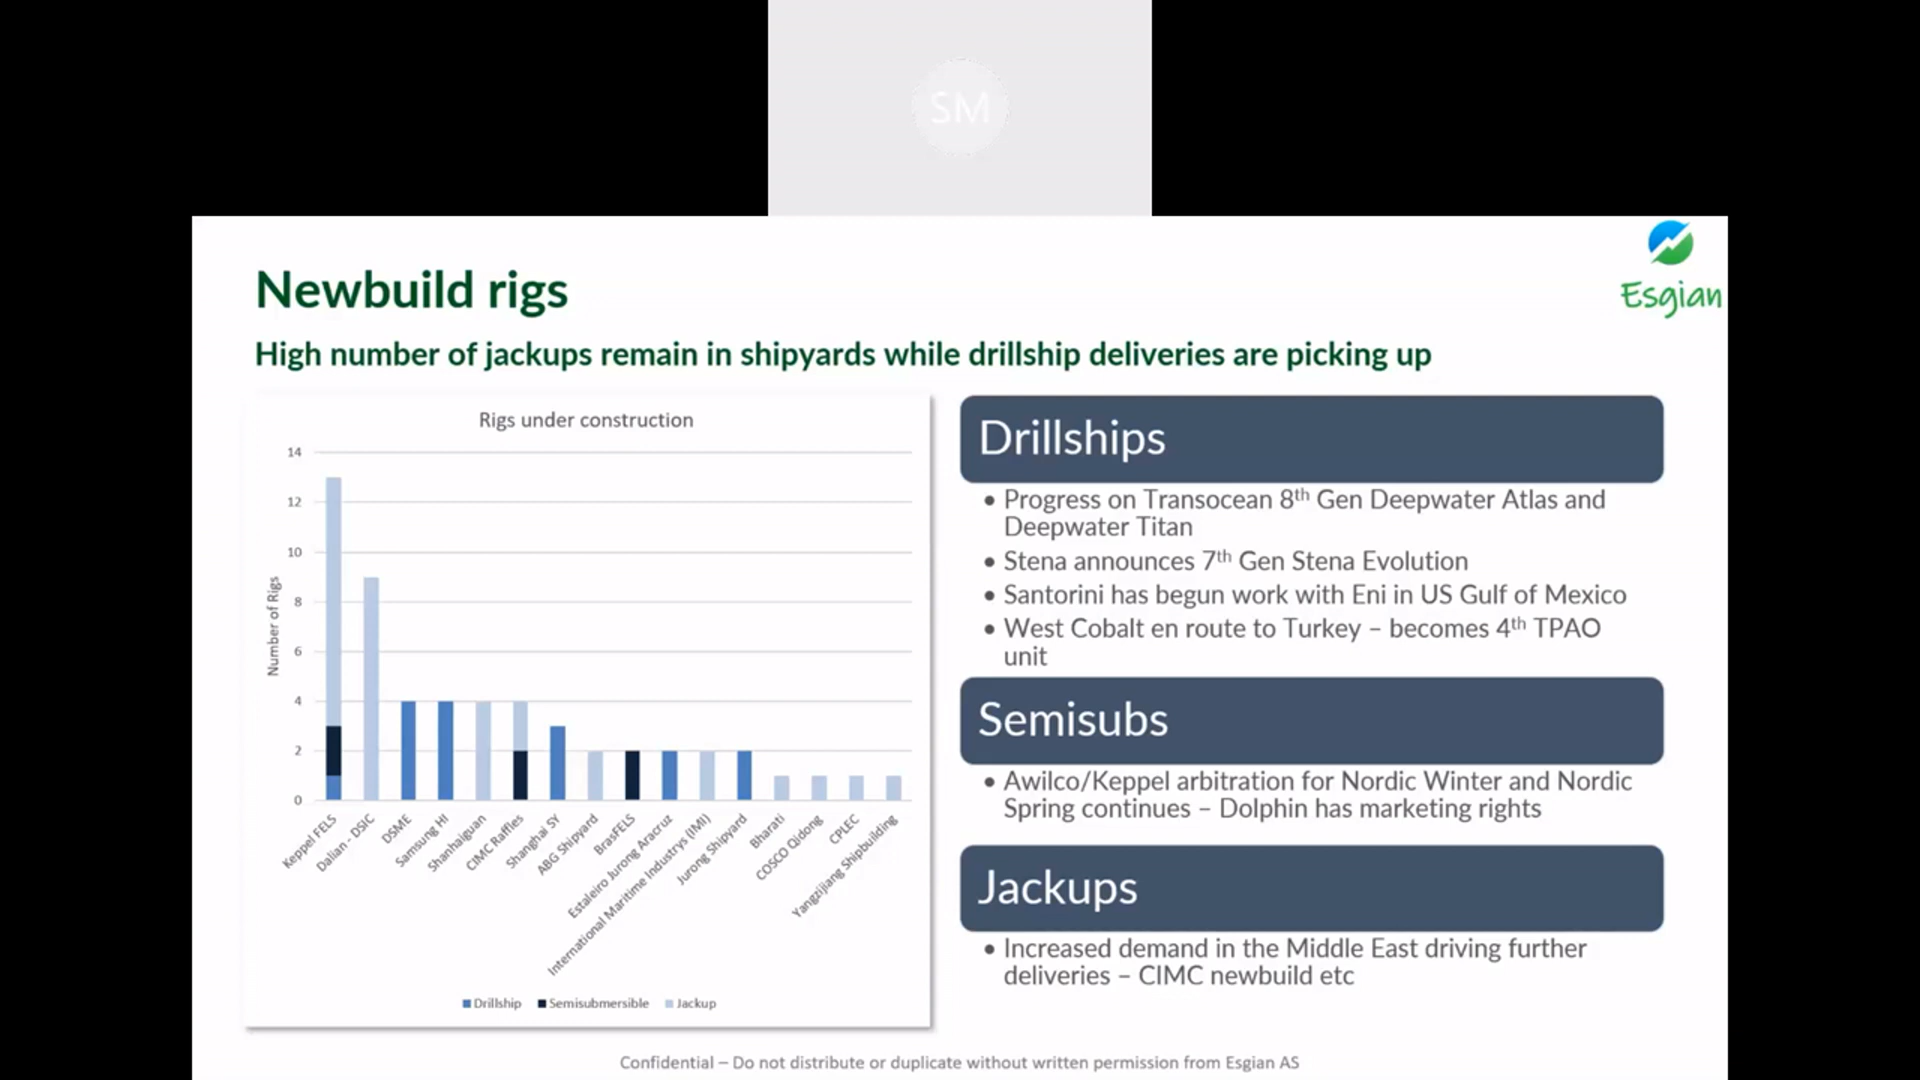 SM
Esgian
Newbuild rigs
High number of jackups remain in shipyards while drillship deliveries are picking up
Rigs under construction
Number of Rigs
14
12
10
8
6
4
2
0
Keppel FELS
Dalian - DSIC
DSME
Samsung HI
Shanhaiguan
CIMC Raffles
Shanghai SY
ABG Shipyard
BrasFELS
Estaleiro Jurong Aracruz
International Maritime Industrys (IMI)
Jurong Shipyard
Bharati
COSCO Qidong
CPLEC
Yangzijiang Shipbuilding
Drillship Semisubmersible Jackup
Drillships
• Progress on Transocean 8th Gen Deepwater Atlas and
Deepwater Titan
• Stena announces 7th Gen Stena Evolution
• Santorini has begun work with Eni in US Gulf of Mexico
• West Cobalt en route to Turkey – becomes 4th TPAO
unit
Semisubs
• Awilco/Keppel arbitration for Nordic Winter and Nordic
Spring continues – Dolphin has marketing rights
Jackups
• Increased demand in the Middle East driving further
deliveries – CIMC newbuild etc
Confidential – Do not distribute or duplicate without written permission from Esgian AS